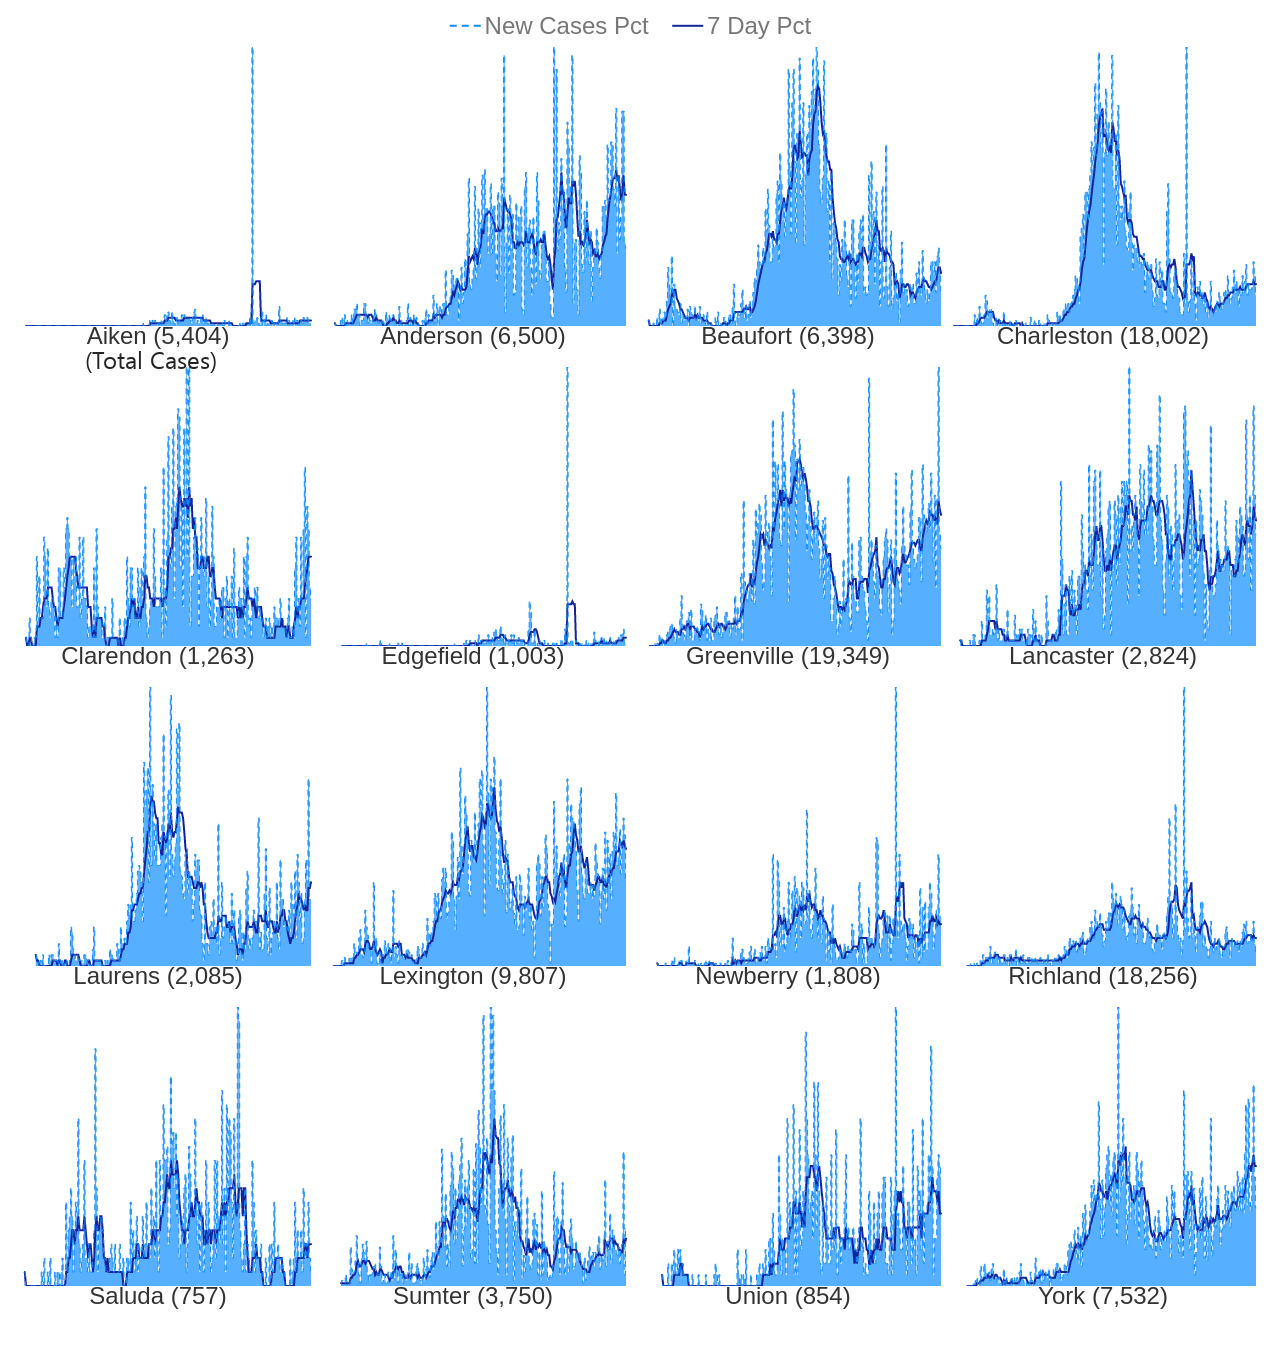 New Cases Pct 7 Day Pct
Aiken (5,404) Anderson (6,500) Beaufort (6,398) Charleston (18,002)
(Total Cases)
Clarendon (1,263) Edgefield (1,003) Greenville (19,349) Lancaster (2,824)
Laurens (2,085) Lexington (9,807) Newberry (1,808) Richland (18,256)
Saluda (757) Sumter (3,750) Union (854) York (7,532)